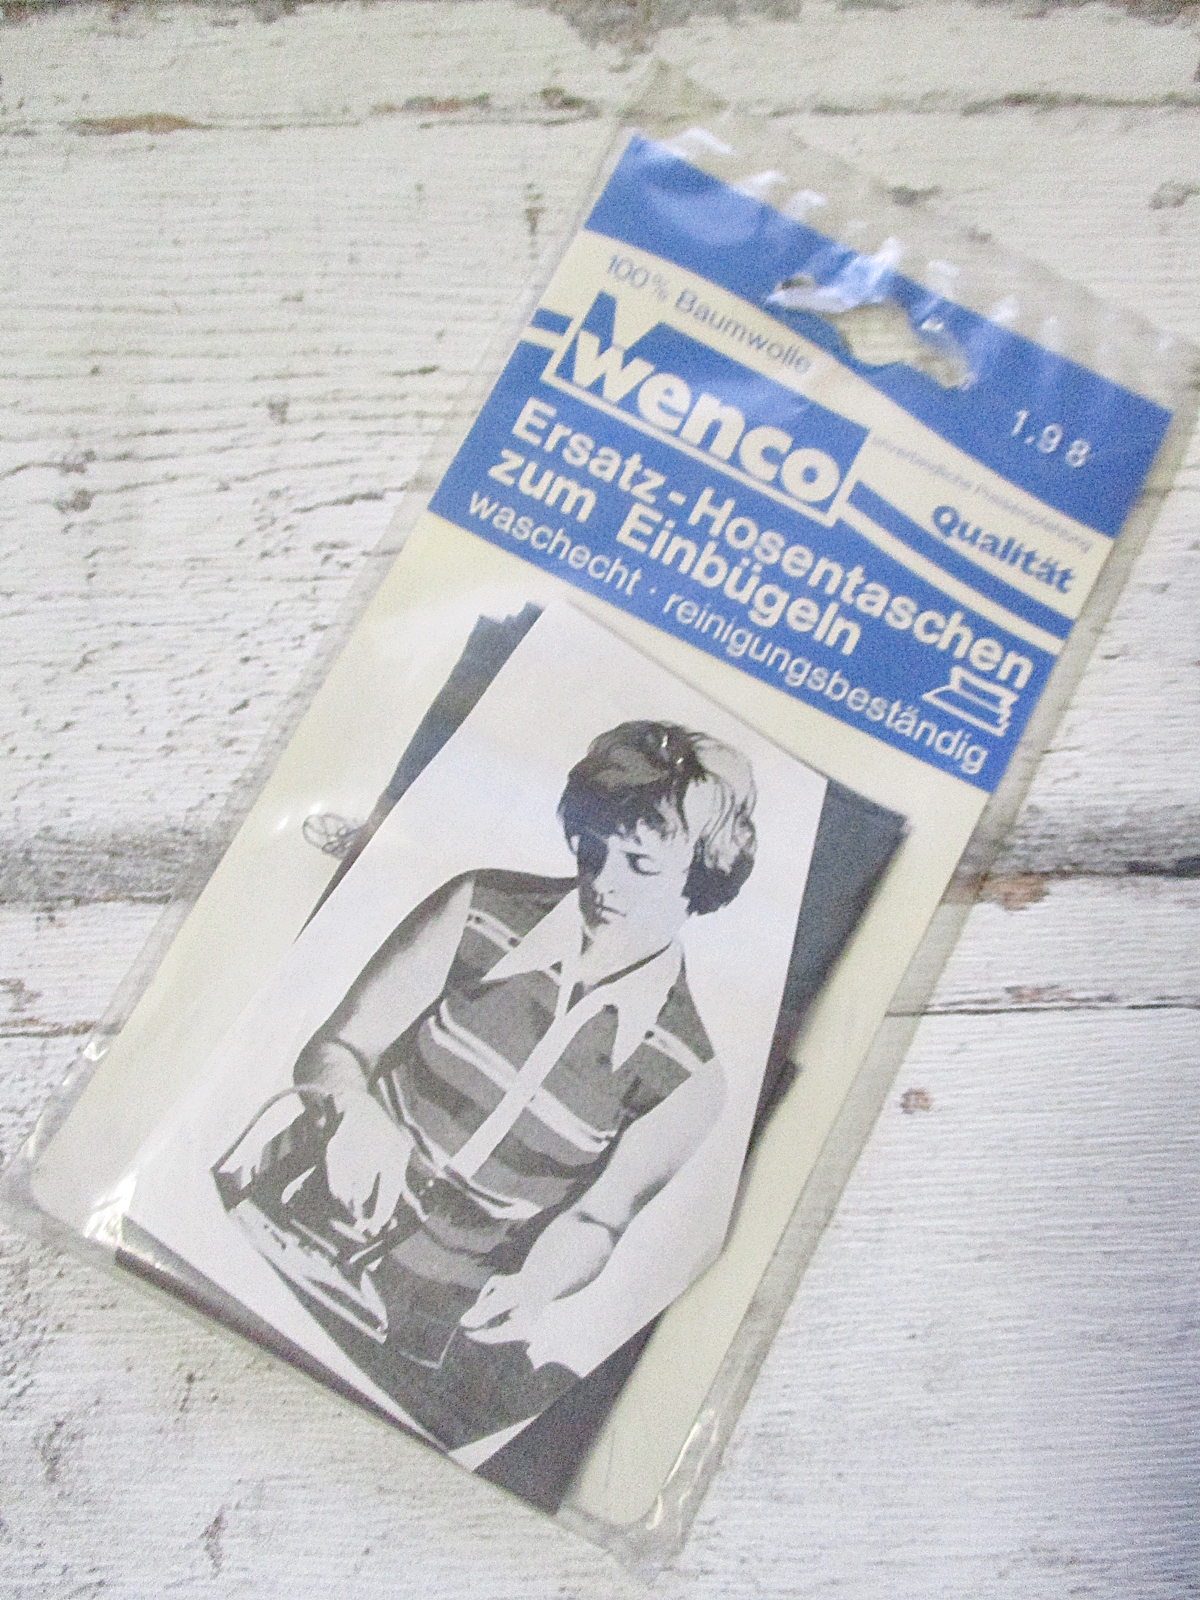 1.98
100% Baumwolle
wenco
Qualität
Ersatz-Hosentaschen
zum Einbügeln
waschecht · reinigungsbeständig